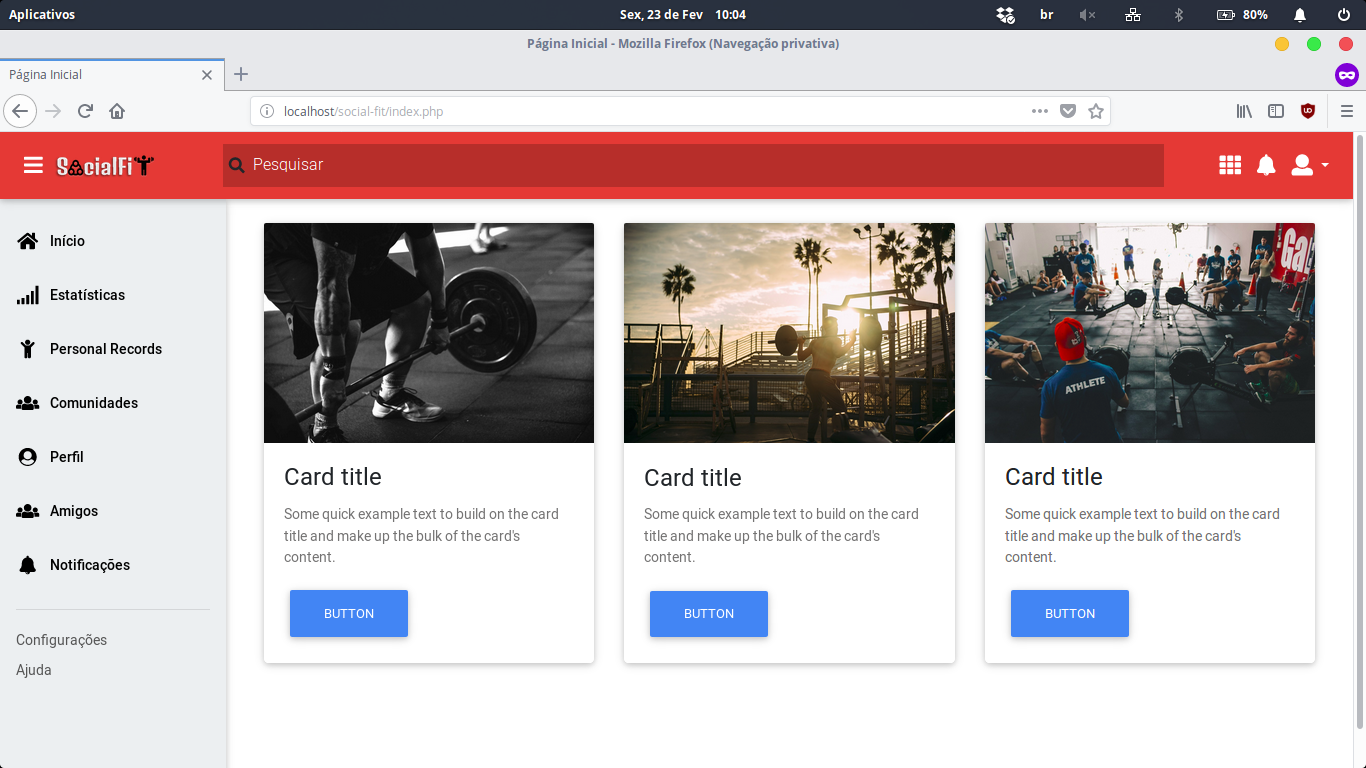 Aplicativos
Sex, 23 de Fev 10:04
br
80%
Página Inicial - Mozilla Firefox (Navegação privativa)
Página Inicial
localhost/social-fit/index.php
SocialFit
Pesquisar
Início
Estatísticas
Personal Records
Comunidades
Perfil
Amigos
Notificações
Configurações
Ajuda
ATHLETE
Ga
Card title
Some quick example text to build on the card
title and make up the bulk of the card's
content.
BUTTON
Card title
Some quick example text to build on the card
title and make up the bulk of the card's
content.
BUTTON
Card title
Some quick example text to build on the card
title and make up the bulk of the card's
content.
BUTTON